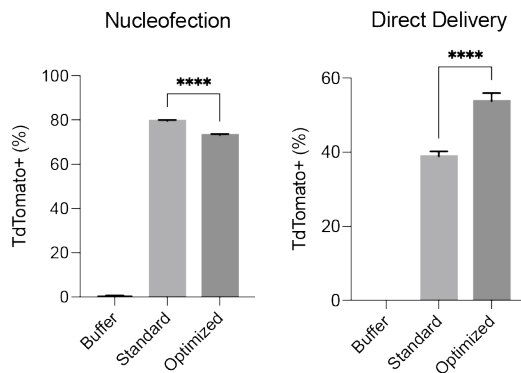 Nucleofection
TdTomato+ (%)
100
80
60
40
20
0
****
Buffer
Standard
Optimized
Direct Delivery
TdTomato+ (%)
60
40
20
0
****
Buffer
Standard
Optimized